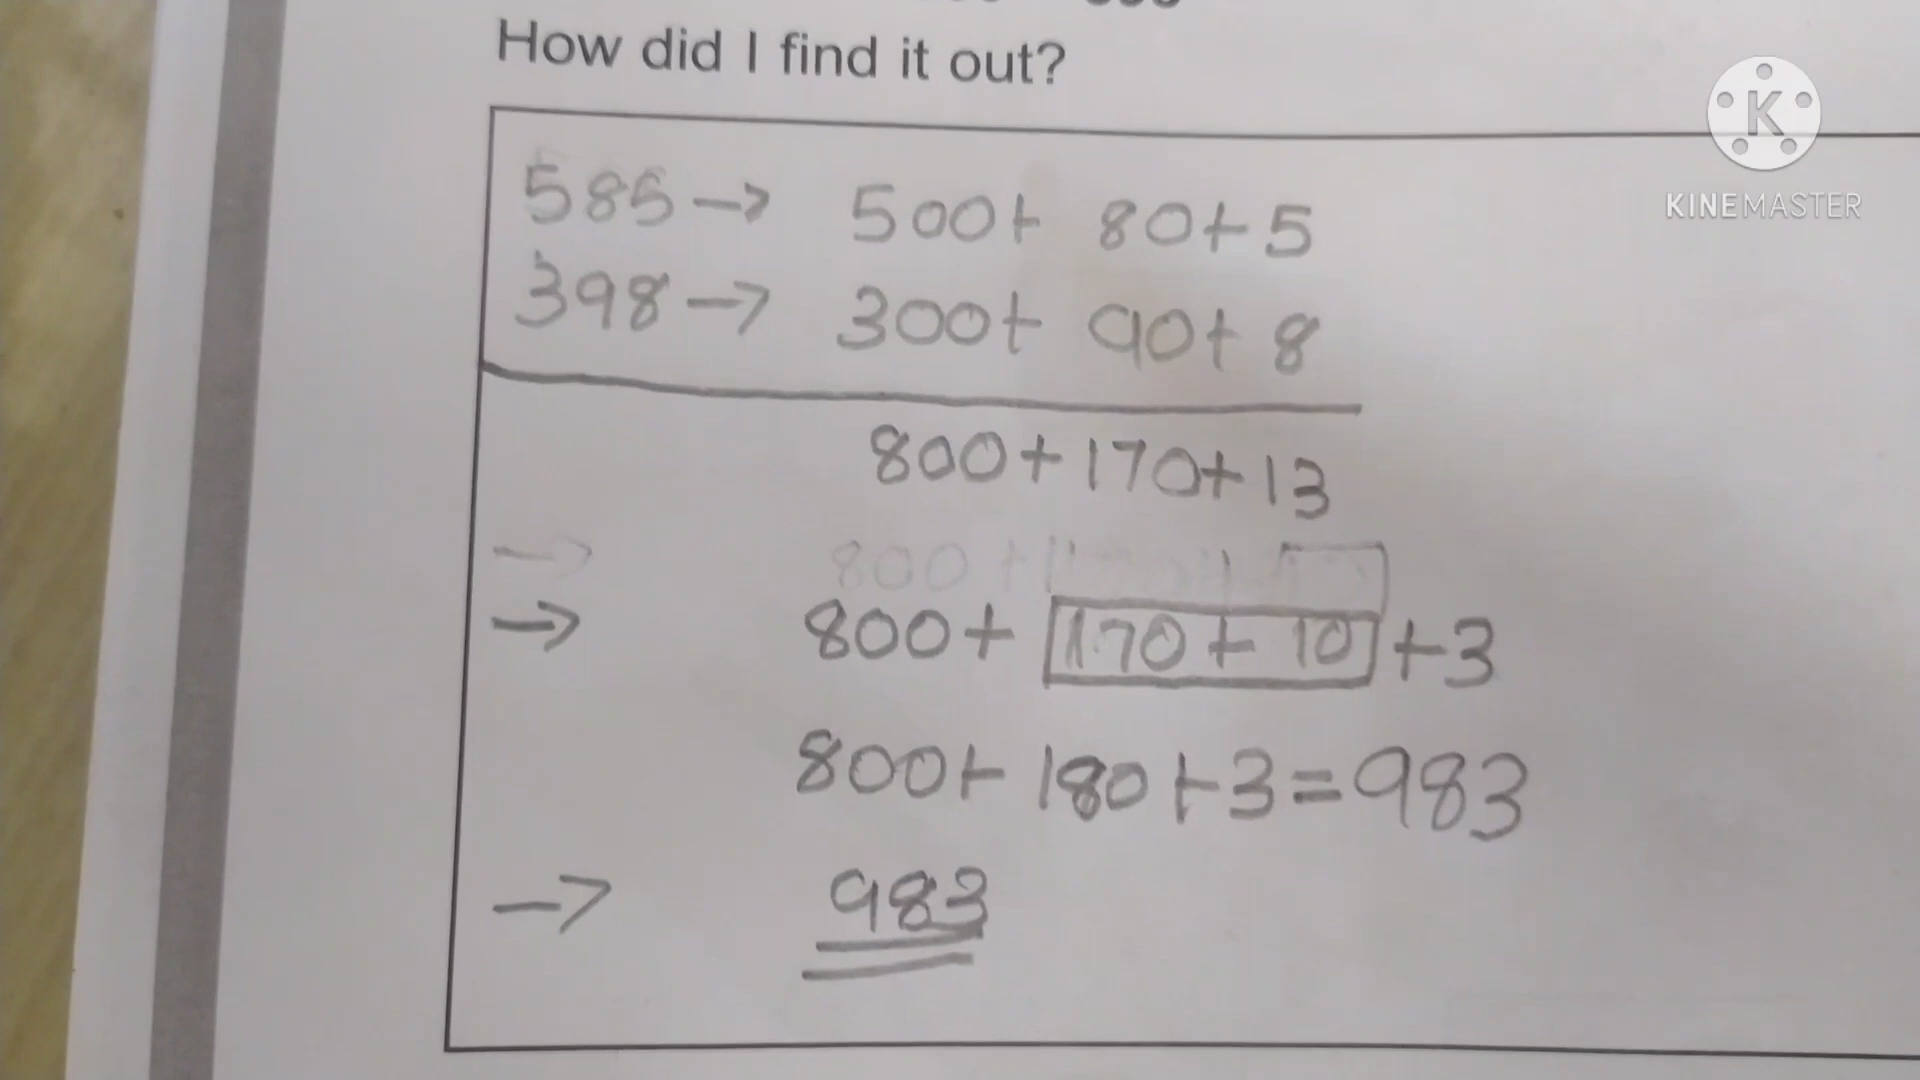 How did I find it out?
K
KINEMASTER
585 → 500+ 80+5
398 → 300+ 90+ 8
800+170+13
→ 800
→ 800+ 170 + 10 +3
800+ 180+3=983
→ 983